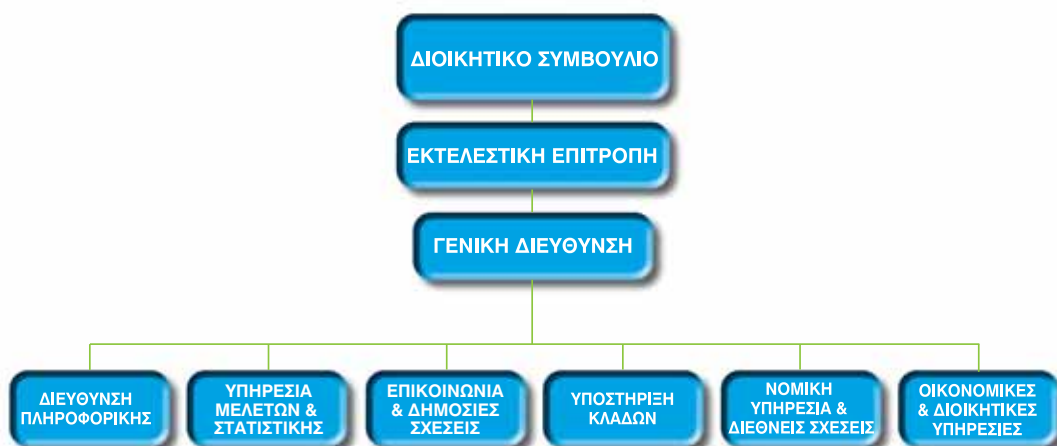 ΔΙΟΙΚΗΤΙΚΟ ΣΥΜΒΟΥΛΙΟ
ΕΚΤΕΛΕΣΤΙΚΗ ΕΠΙΤΡΟΠΗ
ΓΕΝΙΚΗ ΔΙΕΥΘΥΝΣΗ
ΔΙΕΥΘΥΝΣΗ
ΠΛΗΡΟΦΟΡΙΚΗΣ
ΥΠΗΡΕΣΙΑ
ΜΕΛΕΤΩΝ &
ΣΤΑΤΙΣΤΙΚΗΣ
ΕΠΙΚΟΙΝΩΝΙΑ
& ΔΗΜΟΣΙΕΣ
ΣΧΕΣΕΙΣ
ΥΠΟΣΤΗΡΙΞΗ
ΚΛΑΔΩΝ
ΝΟΜΙΚΗ
ΥΠΗΡΕΣΙΑ &
ΔΙΕΘΝΕΙΣ ΣΧΕΣΕΙΣ
ΟΙΚΟΝΟΜΙΚΕΣ
& ΔΙΟΙΚΗΤΙΚΕΣ
ΥΠΗΡΕΣΙΕΣ